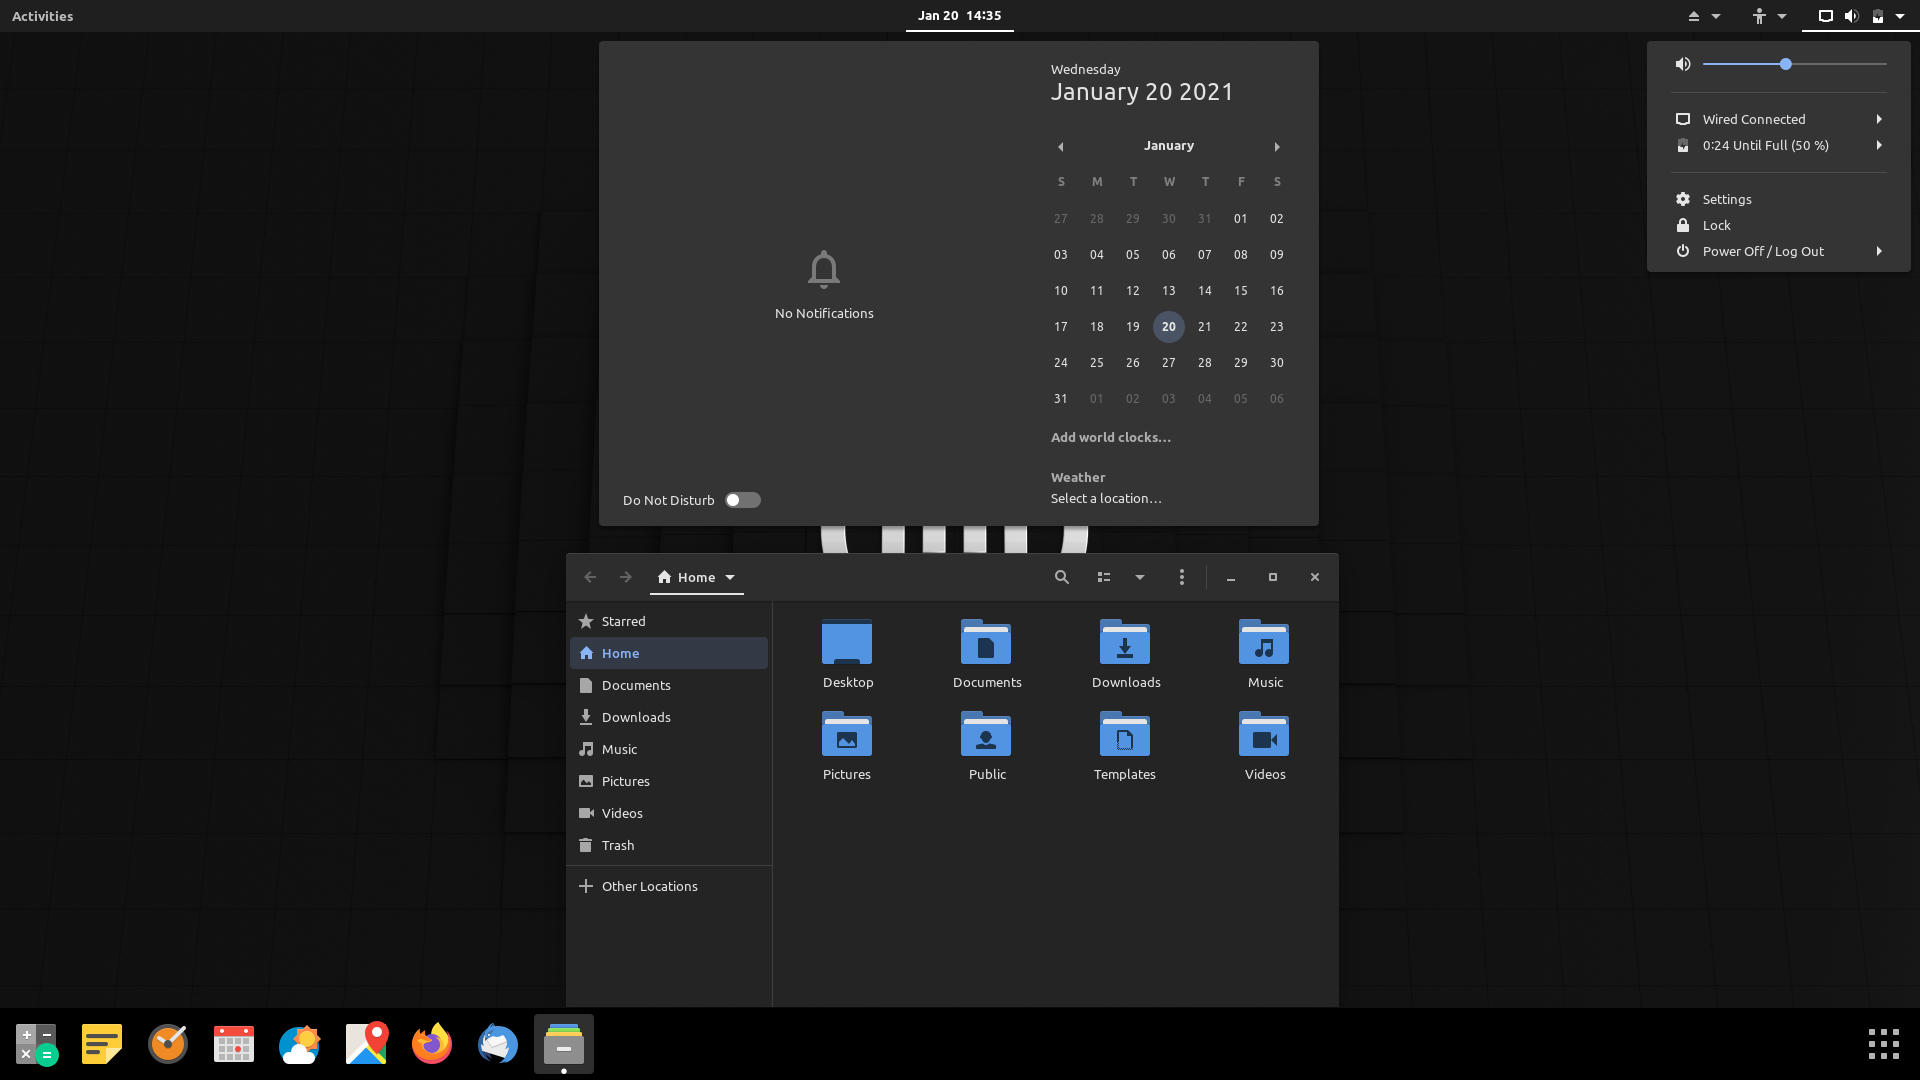 Activities
Jan 20 14:35
Wednesday
January 20 2021
January
S M T W T F S
27 28 29 30 31 01 02
03 04 05 06 07 08 09
10 11 12 13 14 15 16
17 18 19 20 21 22 23
24 25 26 27 28 29 30
31 01 02 03 04 05 06
Add world clocks…
Weather
Select a location…
No Notifications
Do Not Disturb
Wired Connected
0:24 Until Full (50 %)
Settings
Lock
Power Off / Log Out
Home
Starred
Home
Documents
Downloads
Music
Pictures
Videos
Trash
Other Locations
Desktop
Documents
Downloads
Music
Pictures
Public
Templates
Videos